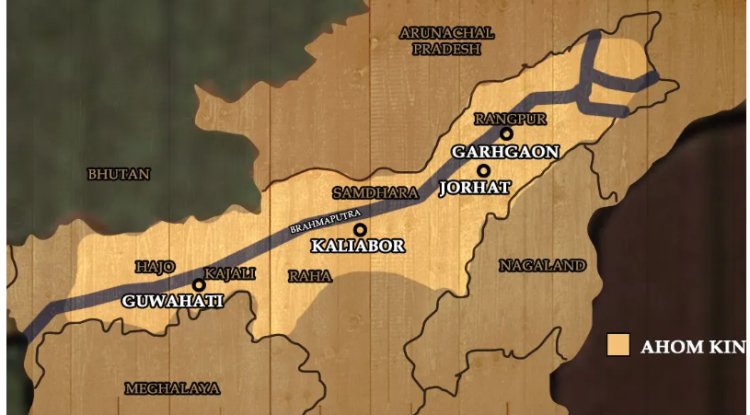 ARUNACHAL
PRADESH
RANGPUR
GARHGAON
BHUTAN
JORHAT
SAMDHARA
BRAHMAPUTRA
KALIABOR
HAJO
KAJALI
RAHA
NAGALAND
GUWAHATI
AHOM KIN
MEGHALAYA